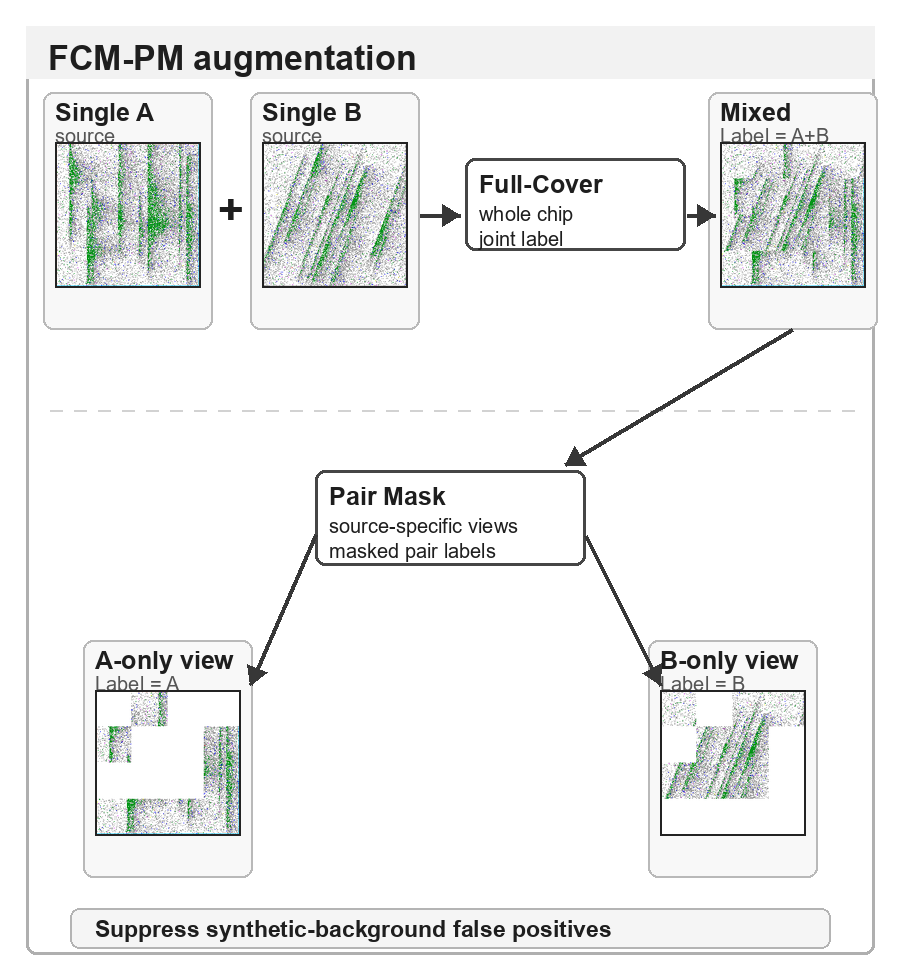 FCM-PM augmentation
Single A
source
+
Single B
source
Full-Cover
whole chip
joint label
Mixed
Label = A+B
Pair Mask
source-specific views
masked pair labels
A-only view
Label = A
B-only view
Label = B
Suppress synthetic-background false positives